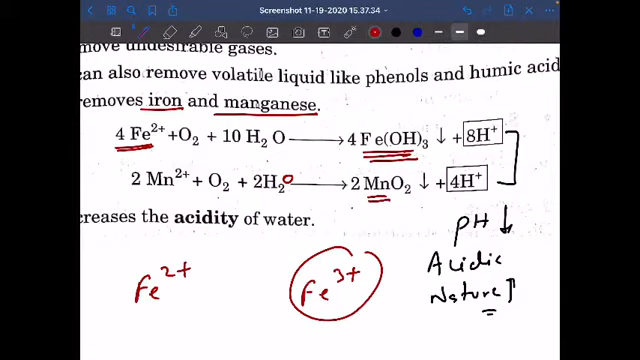 Screenshot 11-19-2020 15.37.34
move undesirable gases.
can also remove volatile liquid like phenols and humic acid
removes iron and manganese.
4 Fe²⁺ +O₂ + 10 H₂ O ⟶ 4 F e(OH)₃ ↓ + 8H⁺
2 Mn²⁺ + O₂ + 2H₂O ⟶ 2 MnO₂ ↓ + 4H⁺
creases the acidity of water.
pH ↓
Fe²⁺ Fe³⁺ Acidic
Nature ↑